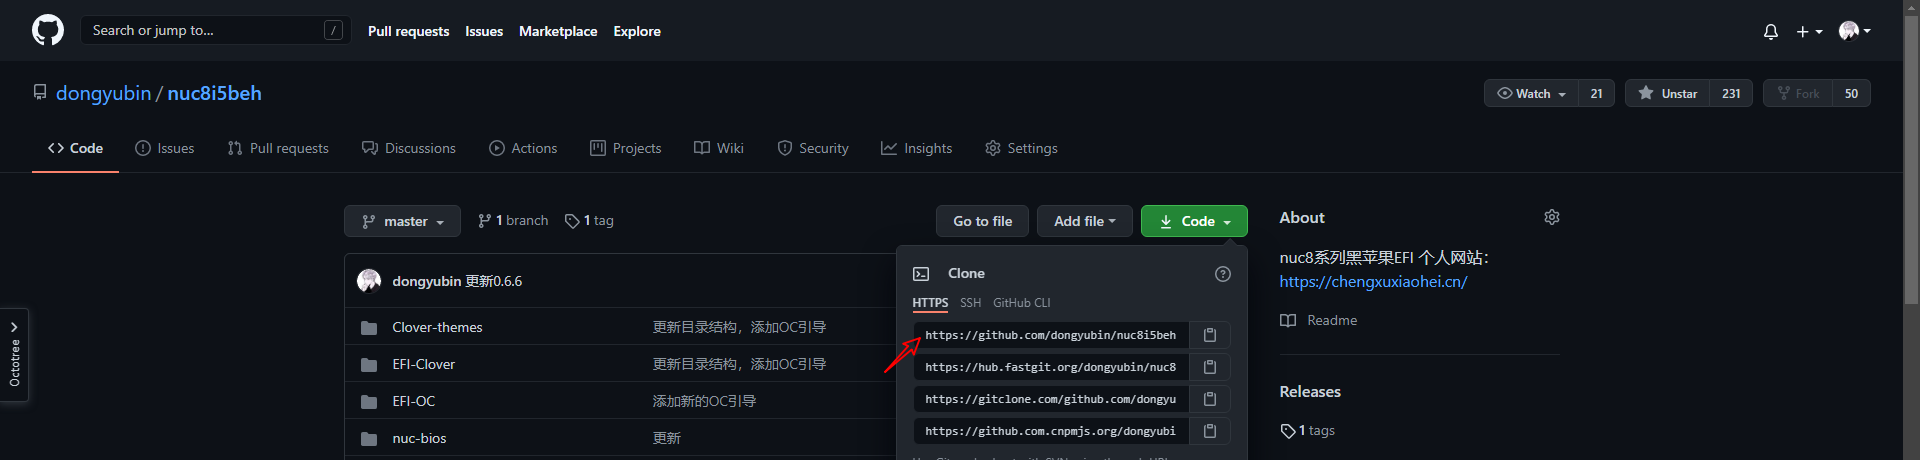 Search or jump to... /
Pull requests Issues Marketplace Explore
dongyubin / nuc8i5beh
Watch 21 Unstar 231 Fork 50
Code Issues Pull requests Discussions Actions Projects Wiki Security Insights Settings
master 1 branch 1 tag
Go to file Add file Code
dongyubin 更新0.6.6
Clover-themes 更新目录结构，添加OC引导
EFI-Clover 更新目录结构，添加OC引导
EFI-OC 添加新的OC引导
nuc-bios 更新
Clone
HTTPS SSH GitHub CLI
https://github.com/dongyubin/nuc8i5beh
https://hub.fastgit.org/dongyubin/nuc8
https://gitclone.com/github.com/dongyu
https://github.com.cnpmjs.org/dongyubi
About
nuc8系列黑苹果EFI 个人网站：
https://chengxuxiaohei.cn/
Readme
Releases
1 tags
Octotree